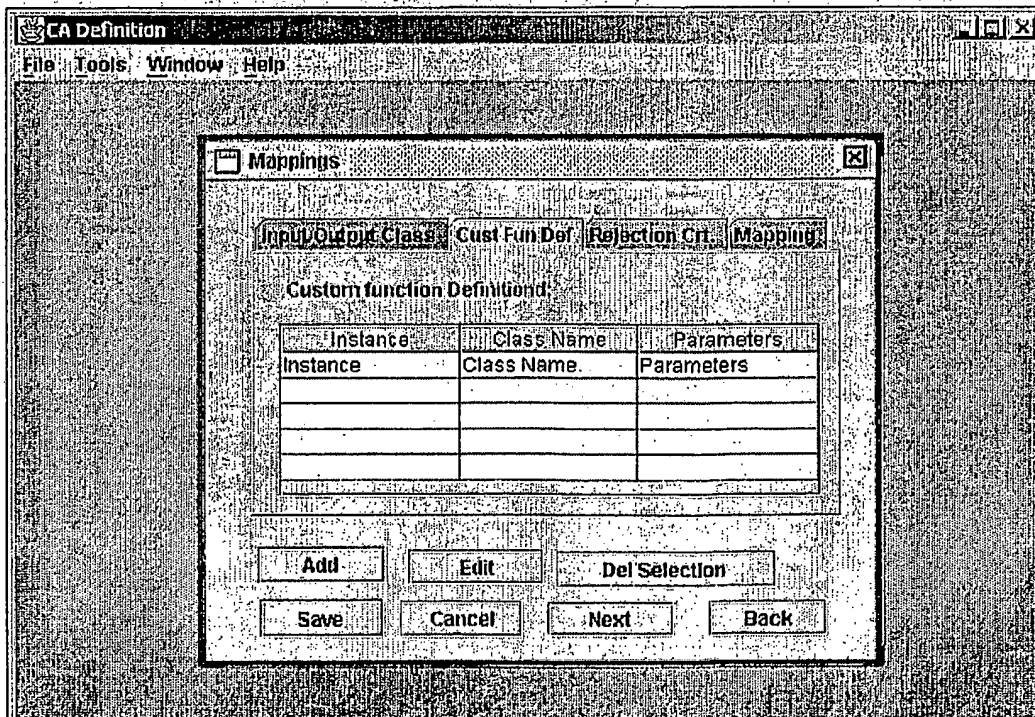 CA Definition
File Tools Window Help
Mappings
Input/Output Class Cust Fun Def Rejection Crt. Mapping
Custom function Definitiond:
Instance Class Name Parameters
Instance Class Name. Parameters
Add Edit Del Selection
Save Cancel Next Back